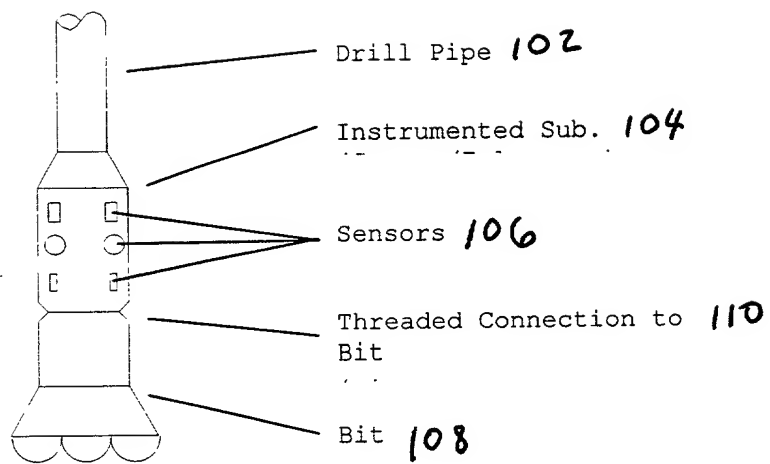 Drill Pipe 102
Instrumented Sub. 104
Sensors 106
Threaded Connection to 110
Bit
Bit 108